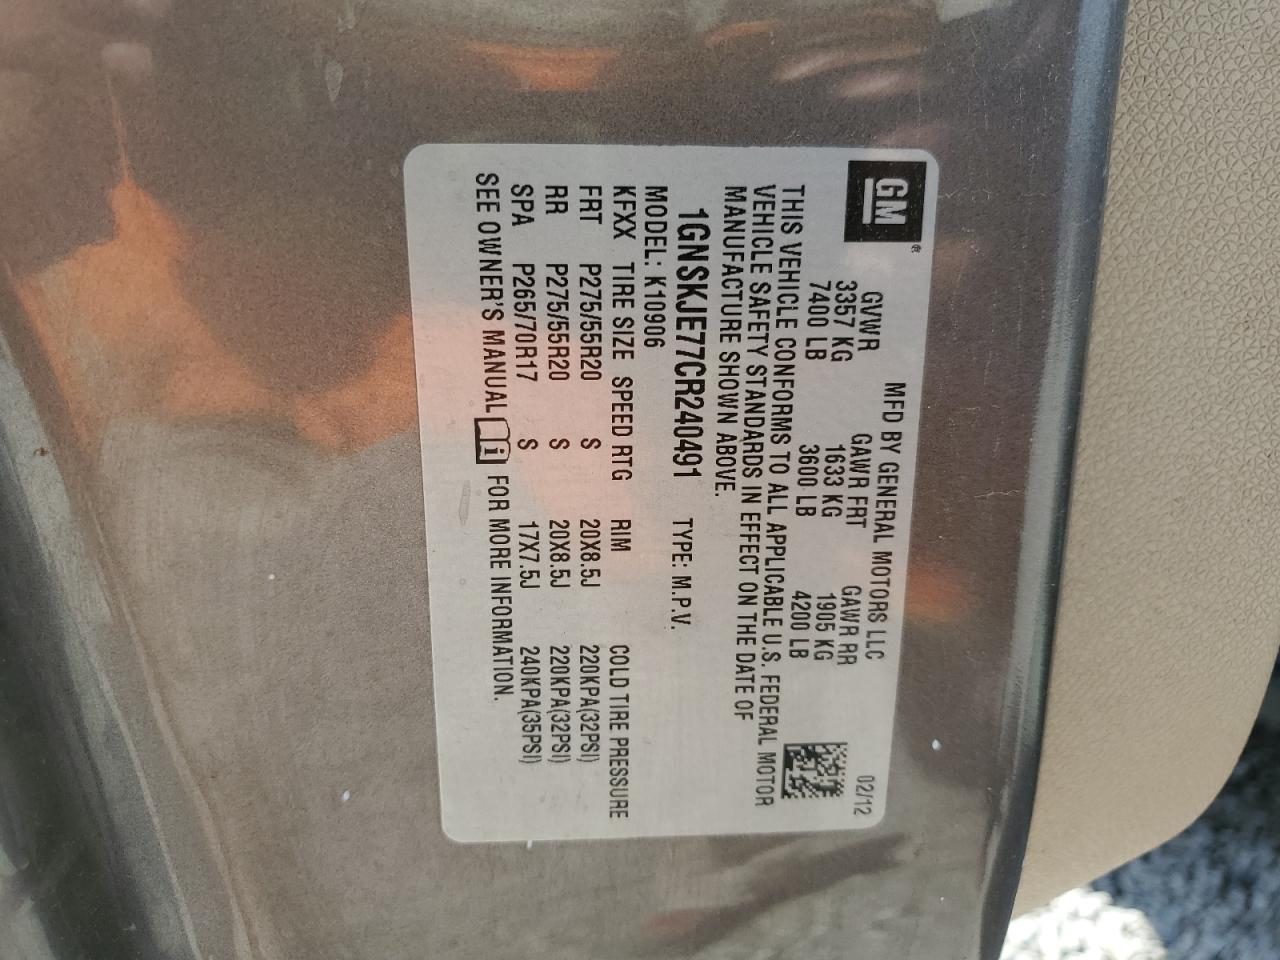 GM®
MFD BY GENERAL MOTORS LLC 02/12
GVWR GAWR FRT GAWR RR
3357 KG 1633 KG 1905 KG
7400 LB 3600 LB 4200 LB
THIS VEHICLE CONFORMS TO ALL APPLICABLE U.S. FEDERAL MOTOR
VEHICLE SAFETY STANDARDS IN EFFECT ON THE DATE OF
MANUFACTURE SHOWN ABOVE.
1GNSKJE77CR240491 TYPE: M.P.V.
MODEL: K10906
KFXX TIRE SIZE SPEED RTG RIM COLD TIRE PRESSURE
FRT P275/55R20 S 20X8.5J 220KPA(32PSI)
RR P275/55R20 S 20X8.5J 220KPA(32PSI)
SPA P265/70R17 S 17X7.5J 240KPA(35PSI)
SEE OWNER'S MANUAL i FOR MORE INFORMATION.